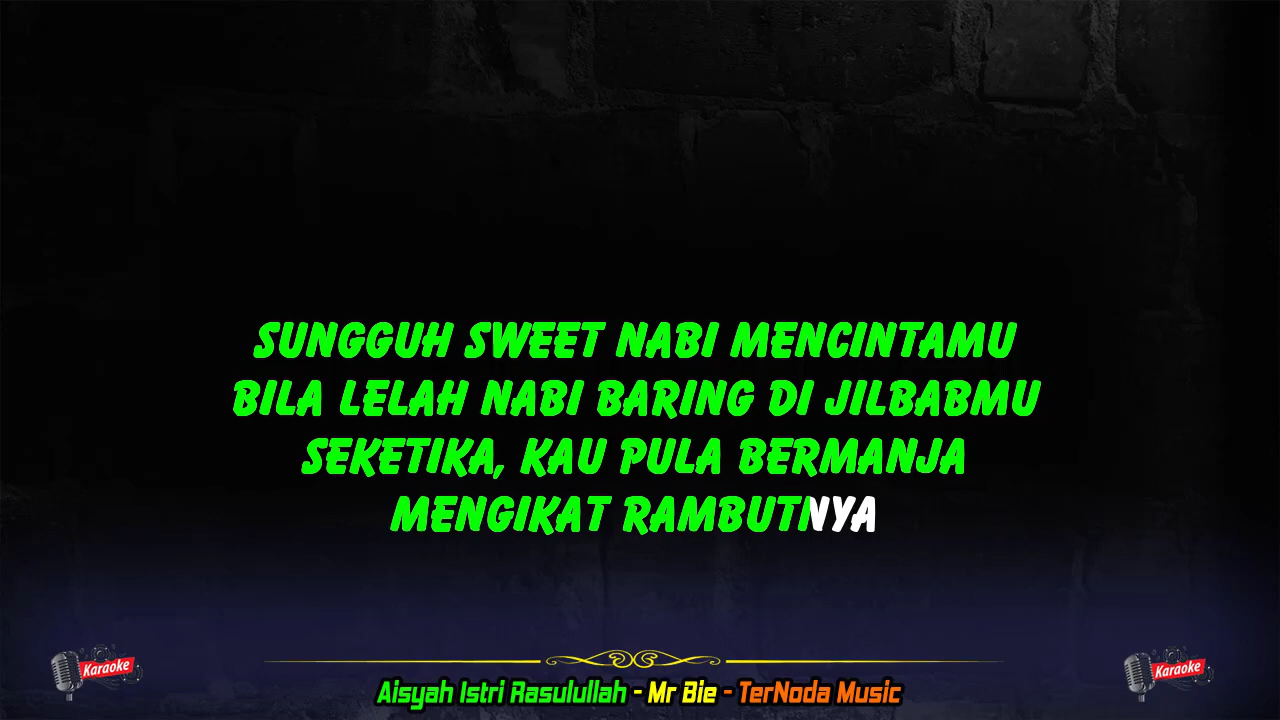 SUNGGUH SWEET NABI MENCINTAMU
BILA LELAH NABI BARING DI JILBABMU
SEKETIKA, KAU PULA BERMANJA
MENGIKAT RAMBUTNYA
Karaoke
Karaoke
Aisyah Istri Rasulullah - Mr Bie - TerNoda Music